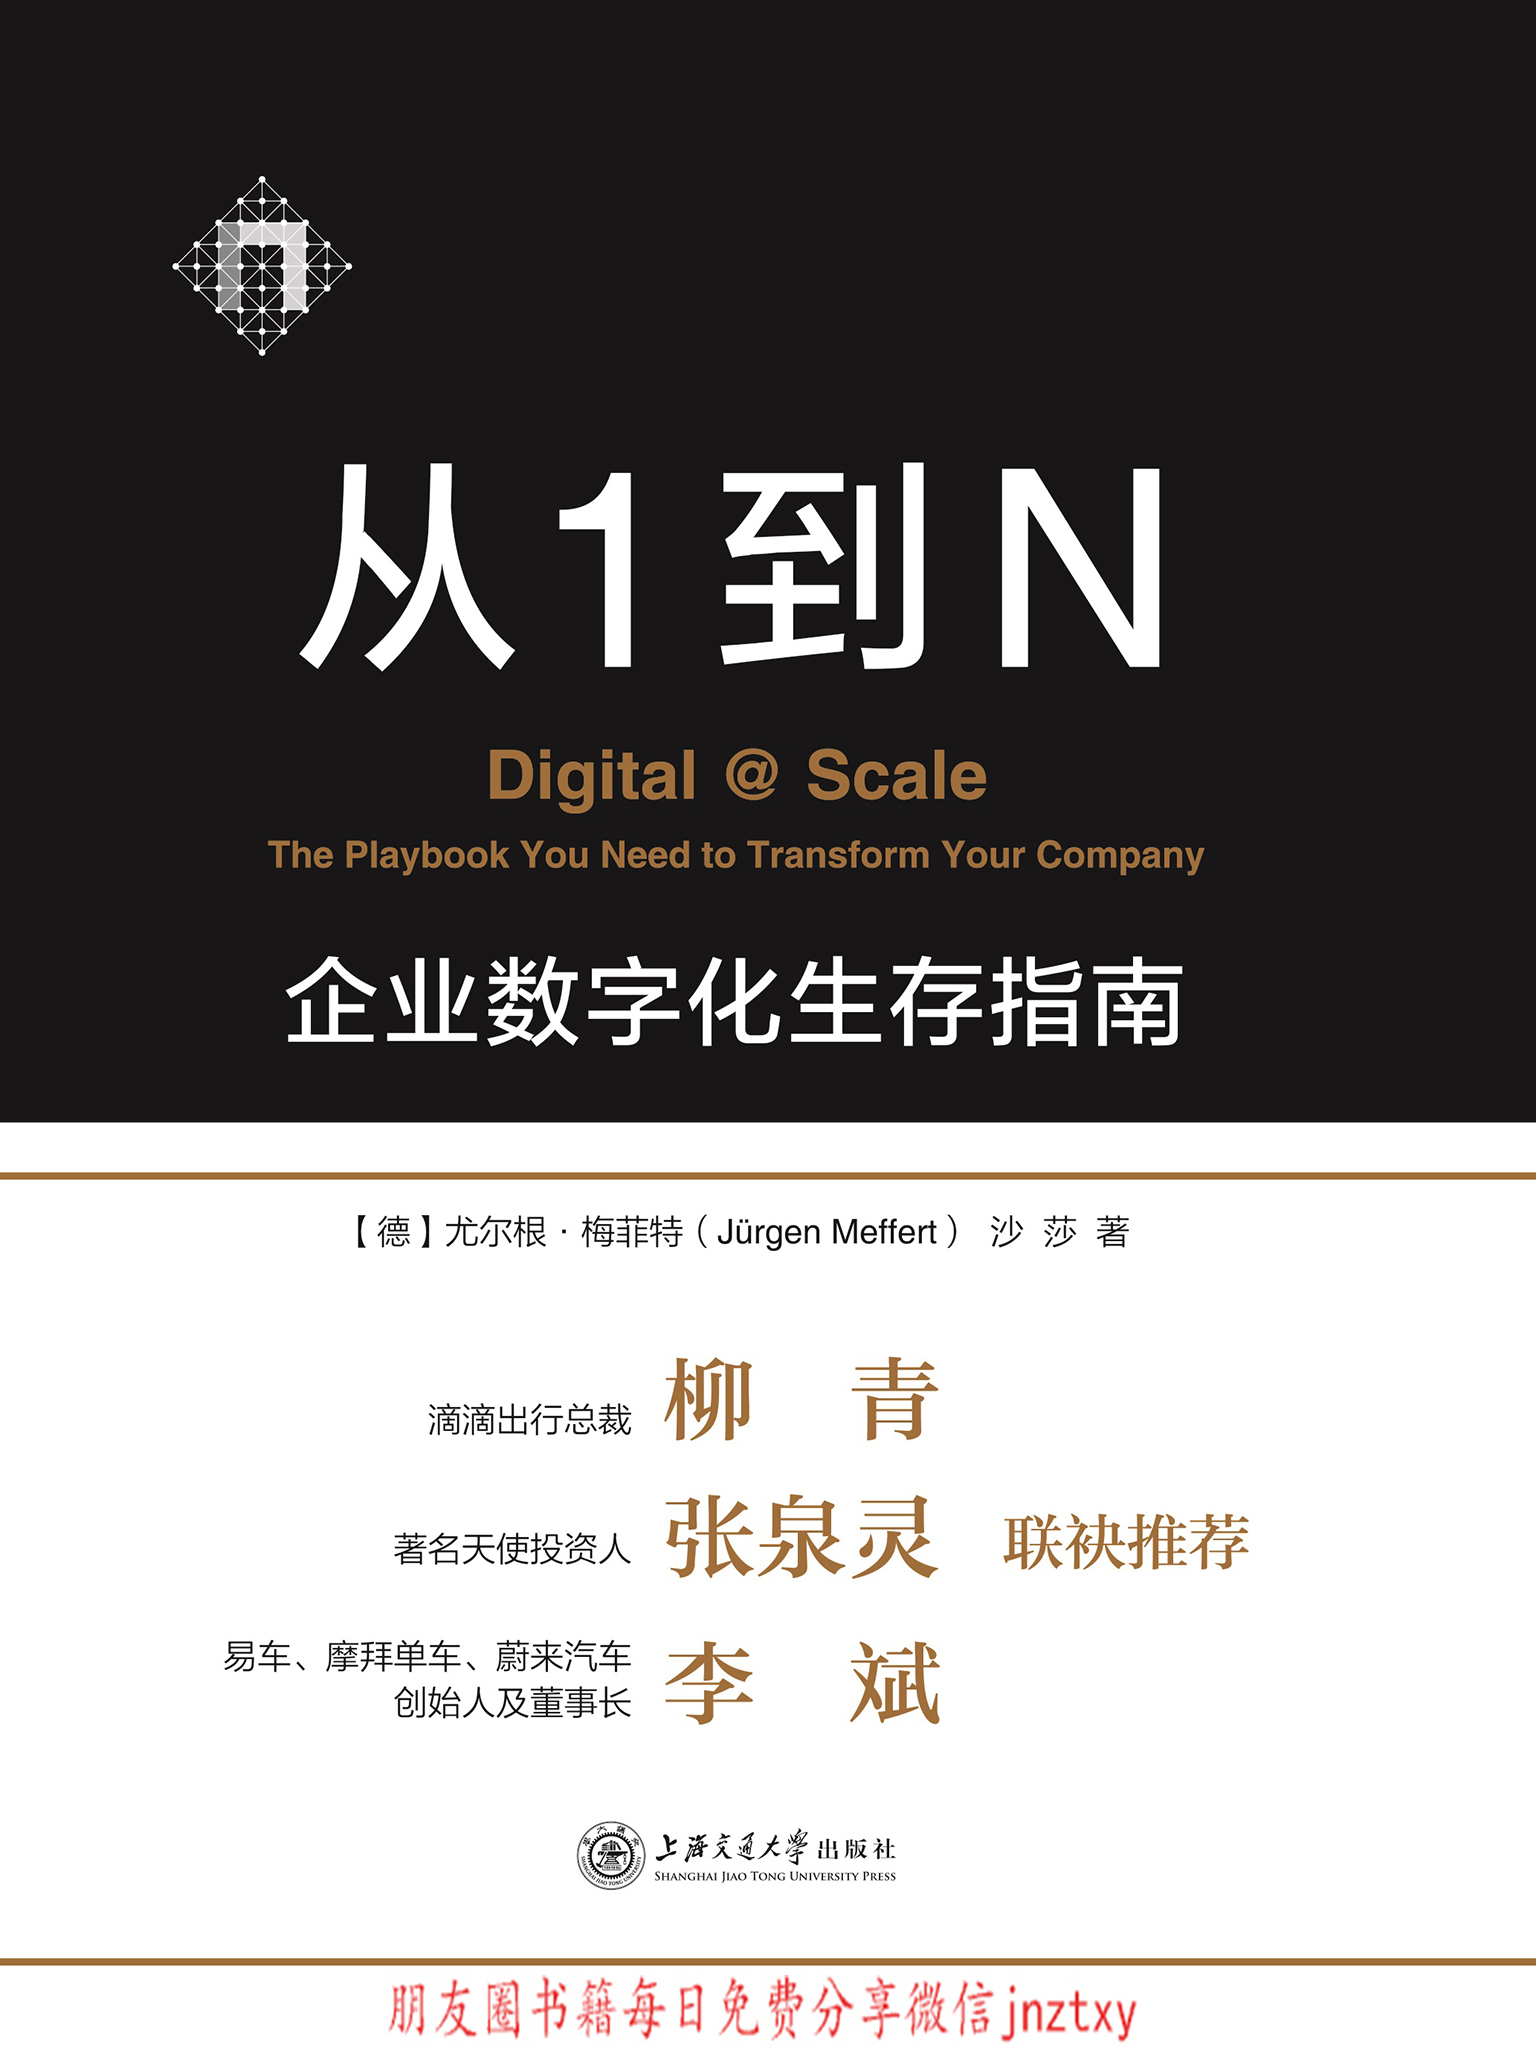 从1到N
Digital @ Scale
The Playbook You Need to Transform Your Company
企业数字化生存指南
【德】尤尔根·梅菲特（Jürgen Meffert） 沙 莎 著
滴滴出行总裁 柳 青
著名天使投资人 张泉灵 联袂推荐
易车、摩拜单车、蔚来汽车
创始人及董事长 李 斌
上海交通大学出版社
SHANGHAI JIAO TONG UNIVERSITY PRESS
朋友圈书籍每日免费分享微信jnztxy